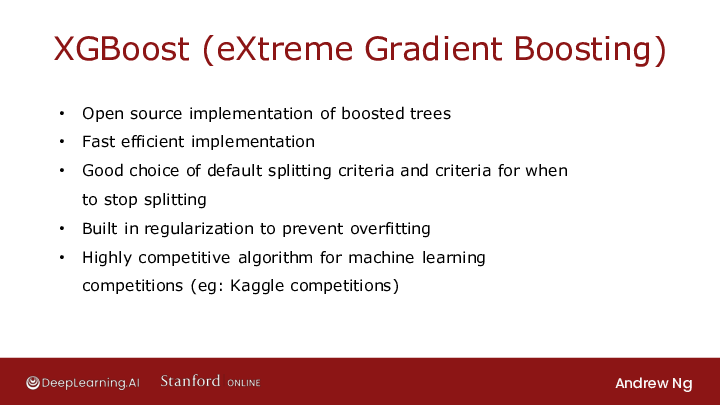 XGBoost (eXtreme Gradient Boosting)
• Open source implementation of boosted trees
• Fast efficient implementation
• Good choice of default splitting criteria and criteria for when
to stop splitting
• Built in regularization to prevent overfitting
• Highly competitive algorithm for machine learning
competitions (eg: Kaggle competitions)
DeepLearning.AI Stanford ONLINE Andrew Ng